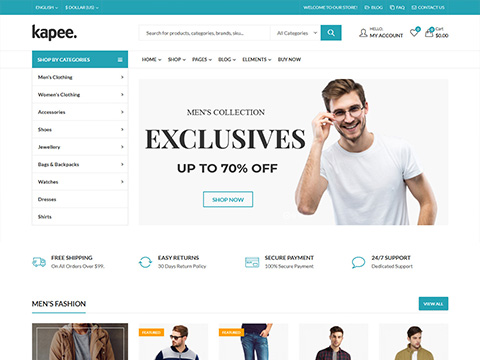 ENGLISH $ DOLLAR (US) WELCOME TO OUR STORE! BLOG FAQ CONTACT US
kapee. Search for products, categories, brands, sku... All Categories HELLO, MY ACCOUNT 0 0 Cart $0.00
SHOP BY CATEGORIES HOME SHOP PAGES BLOG ELEMENTS BUY NOW
Men's Clothing
Women's Clothing
Accessories
Shoes
Jewellery
Bags & Backpacks
Watches
Dresses
Shirts
MEN'S COLLECTION
EXCLUSIVES
UP TO 70% OFF
SHOP NOW
FREE SHIPPING
On All Orders Over $99.
EASY RETURNS
30 Days Return Policy
SECURE PAYMENT
100% Secure Payment
24/7 SUPPORT
Dedicated Support
MEN'S FASHION VIEW ALL
FEATURED FEATURED